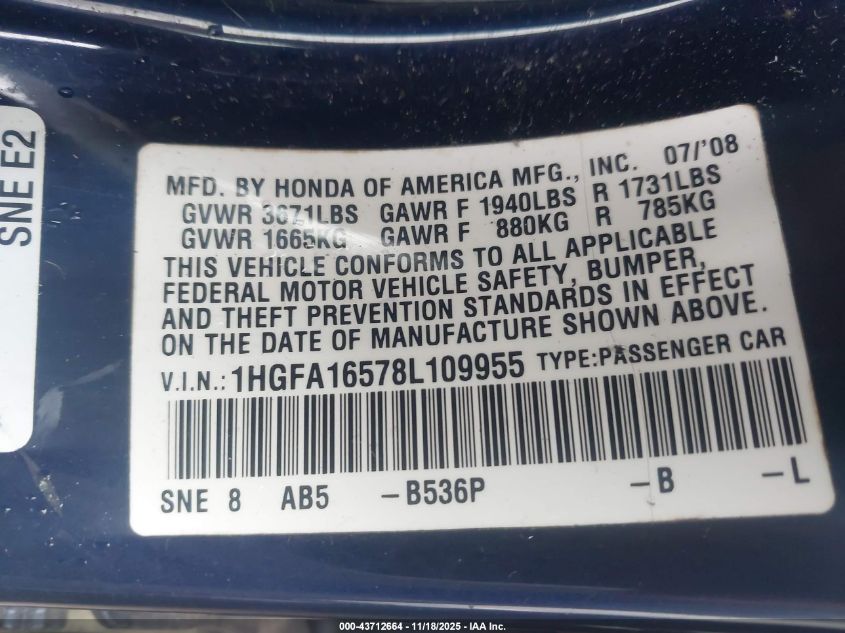 SNE E2
MFD. BY HONDA OF AMERICA MFG., INC. 07/'08
GVWR 3671LBS GAWR F 1940LBS R 1731LBS
GVWR 1665KG GAWR F 880KG R 785KG
THIS VEHICLE CONFORMS TO ALL APPLICABLE
FEDERAL MOTOR VEHICLE SAFETY, BUMPER,
AND THEFT PREVENTION STANDARDS IN EFFECT
ON THE DATE OF MANUFACTURE SHOWN ABOVE.
V.I.N.: 1HGFA16578L109955 TYPE:PASSENGER CAR
SNE 8 AB5 -B536P -B -L
000-43712664 - 11/18/2025 - IAA Inc.